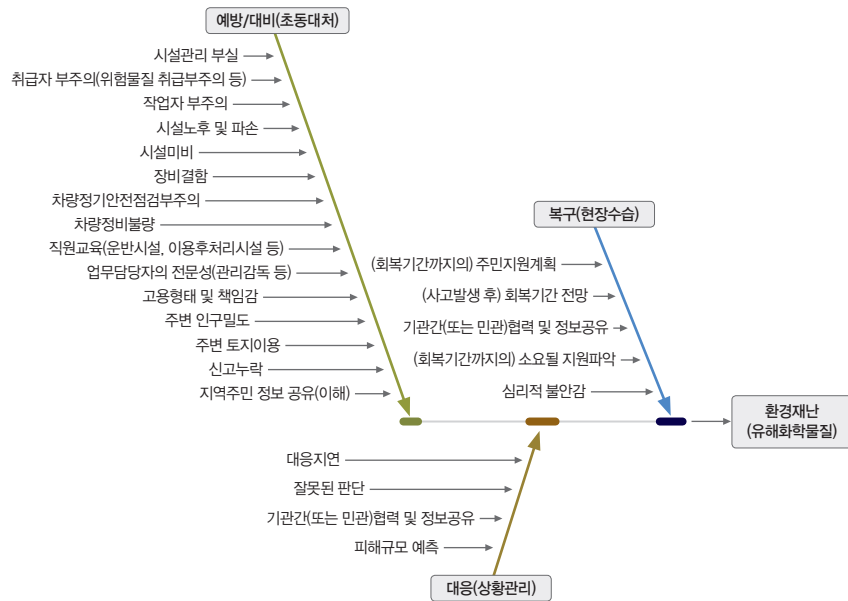 예방/대비(초동대처)
시설관리 부실
취급자 부주의(위험물질 취급부주의 등)
작업자 부주의
시설노후 및 파손
시설미비
장비결함
차량정기안전점검부주의
차량정비불량
직원교육(운반시설, 이용후처리시설 등)
업무담당자의 전문성(관리감독 등)
고용형태 및 책임감
주변 인구밀도
주변 토지이용
신고누락
지역주민 정보 공유(이해)
복구(현장수습)
(회복기간까지의) 주민지원계획
(사고발생 후) 회복기간 전망
기관간(또는 민관)협력 및 정보공유
(회복기간까지의) 소요될 지원파악
심리적 불안감
환경재난
(유해화학물질)
대응지연
잘못된 판단
기관간(또는 민관)협력 및 정보공유
피해규모 예측
대응(상황관리)